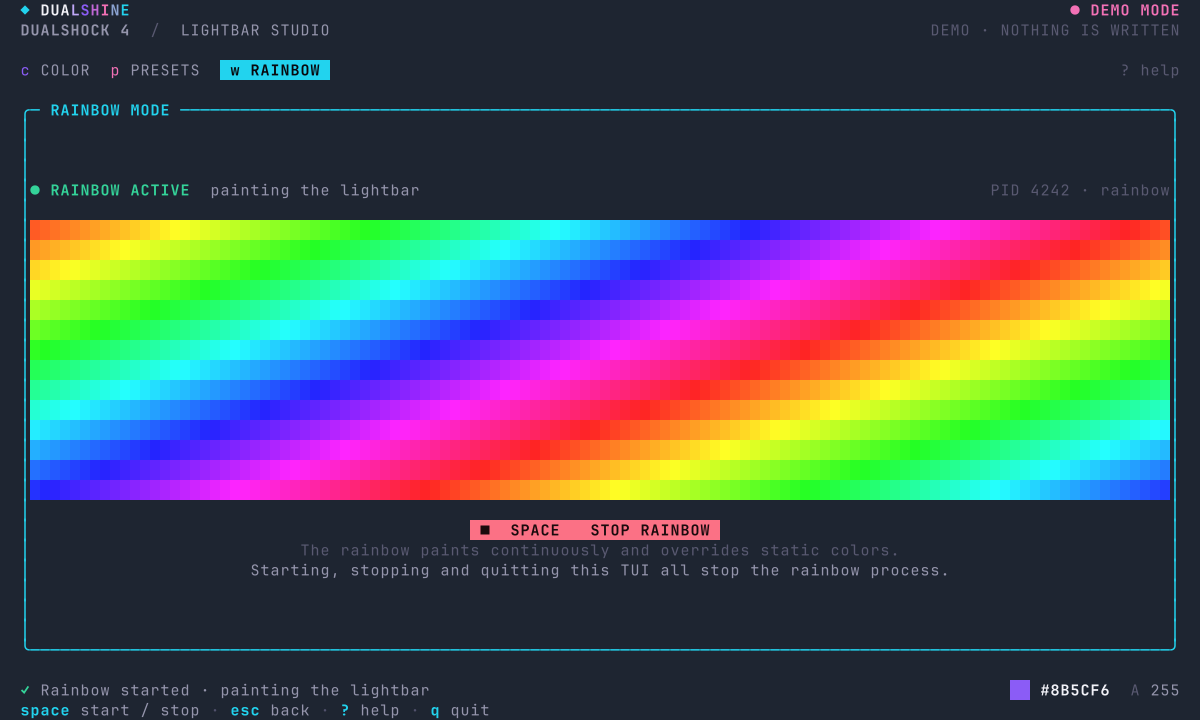 ◆ DUALSHINE ● DEMO MODE
DUALSHOCK 4 / LIGHTBAR STUDIO DEMO · NOTHING IS WRITTEN
c COLOR p PRESETS w RAINBOW ? help
RAINBOW MODE
● RAINBOW ACTIVE painting the lightbar PID 4242 · rainbow
■ SPACE STOP RAINBOW
The rainbow paints continuously and overrides static colors.
Starting, stopping and quitting this TUI all stop the rainbow process.
✓ Rainbow started · painting the lightbar #8B5CF6 A 255
space start / stop · esc back · ? help · q quit